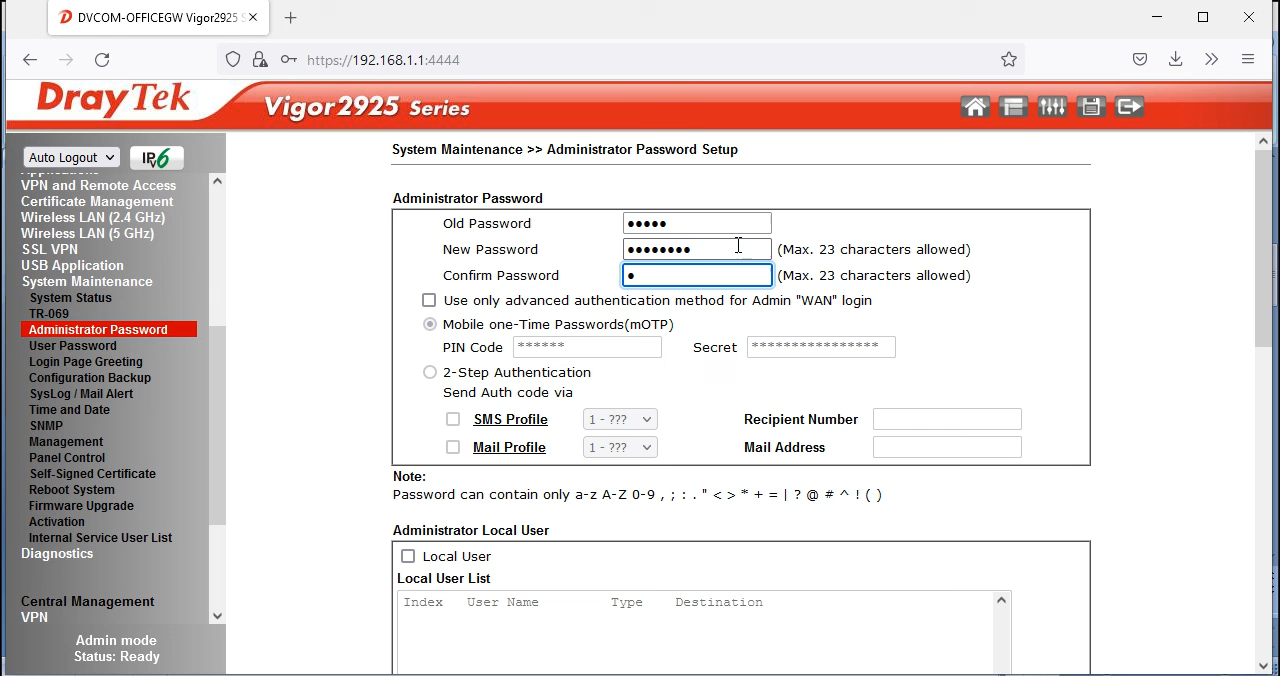 DVCOM-OFFICEGW Vigor2925 S
https://192.168.1.1:4444
DrayTek Vigor2925 Series
Auto Logout IPv6
Applications
VPN and Remote Access
Certificate Management
Wireless LAN (2.4 GHz)
Wireless LAN (5 GHz)
SSL VPN
USB Application
System Maintenance
System Status
TR-069
Administrator Password
User Password
Login Page Greeting
Configuration Backup
SysLog / Mail Alert
Time and Date
SNMP
Management
Panel Control
Self-Signed Certificate
Reboot System
Firmware Upgrade
Activation
Internal Service User List
Diagnostics
Central Management
VPN
Admin mode
Status: Ready
System Maintenance >> Administrator Password Setup
Administrator Password
Old Password ●●●●●
New Password ●●●●●●●● (Max. 23 characters allowed)
Confirm Password ● (Max. 23 characters allowed)
Use only advanced authentication method for Admin "WAN" login
Mobile one-Time Passwords(mOTP)
PIN Code ****** Secret ****************
2-Step Authentication
Send Auth code via
SMS Profile 1 - ??? Recipient Number
Mail Profile 1 - ??? Mail Address
Note:
Password can contain only a-z A-Z 0-9 , ; : . " < > * + = | ? @ # ^ ! ( )
Administrator Local User
Local User
Local User List
Index User Name Type Destination